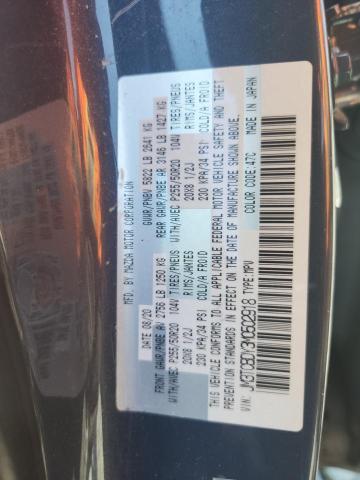 MFD. BY MAZDA MOTOR CORPORATION
DATE 08/20 GVWR/PNBV 5822 LB 2641 KG
FRONT GAWR/PNBE AV 2756 LB 1250 KG REAR GAWR/PNBE AR 3146 LB 1427 KG
WITH/AVEC P255/50R20 104V TIRES/PNEUS WITH/AVEC P255/50R20 104V TIRES/PNEUS
20X8 1/2J RIMS/JANTES 20X8 1/2J RIMS/JANTES
230 KPA/34 PSI COLD/A FROID 230 KPA/34 PSI COLD/A FROID
THIS VEHICLE CONFORMS TO ALL APPLICABLE FEDERAL MOTOR VEHICLE SAFETY AND THEFT
PREVENTION STANDARDS IN EFFECT ON THE DATE OF MANUFACTURE SHOWN ABOVE.
TYPE:MPV COLOR CODE:47C MADE IN JAPAN